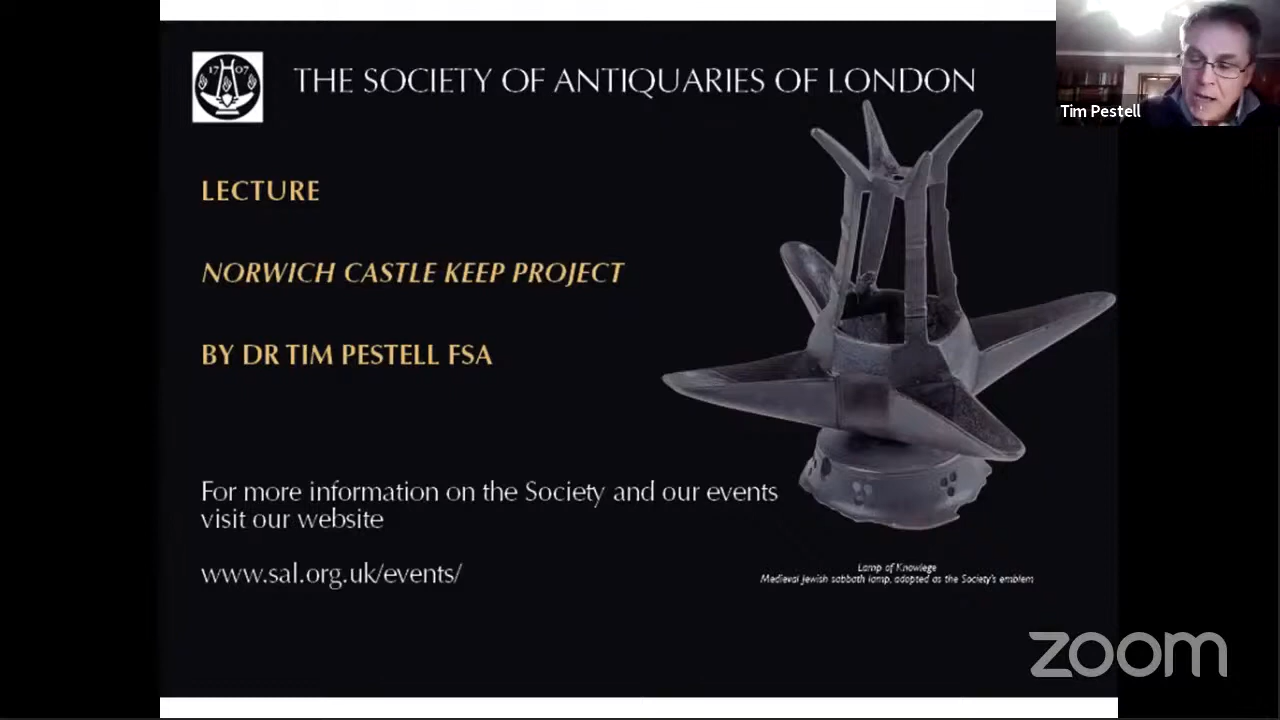 1707
THE SOCIETY OF ANTIQUARIES OF LONDON
Tim Pestell
LECTURE
NORWICH CASTLE KEEP PROJECT
BY DR TIM PESTELL FSA
For more information on the Society and our events
visit our website
www.sal.org.uk/events/
Lamp of Knowlege
Medieval Jewish sabbath lamp, adopted as the Society's emblem
zoom